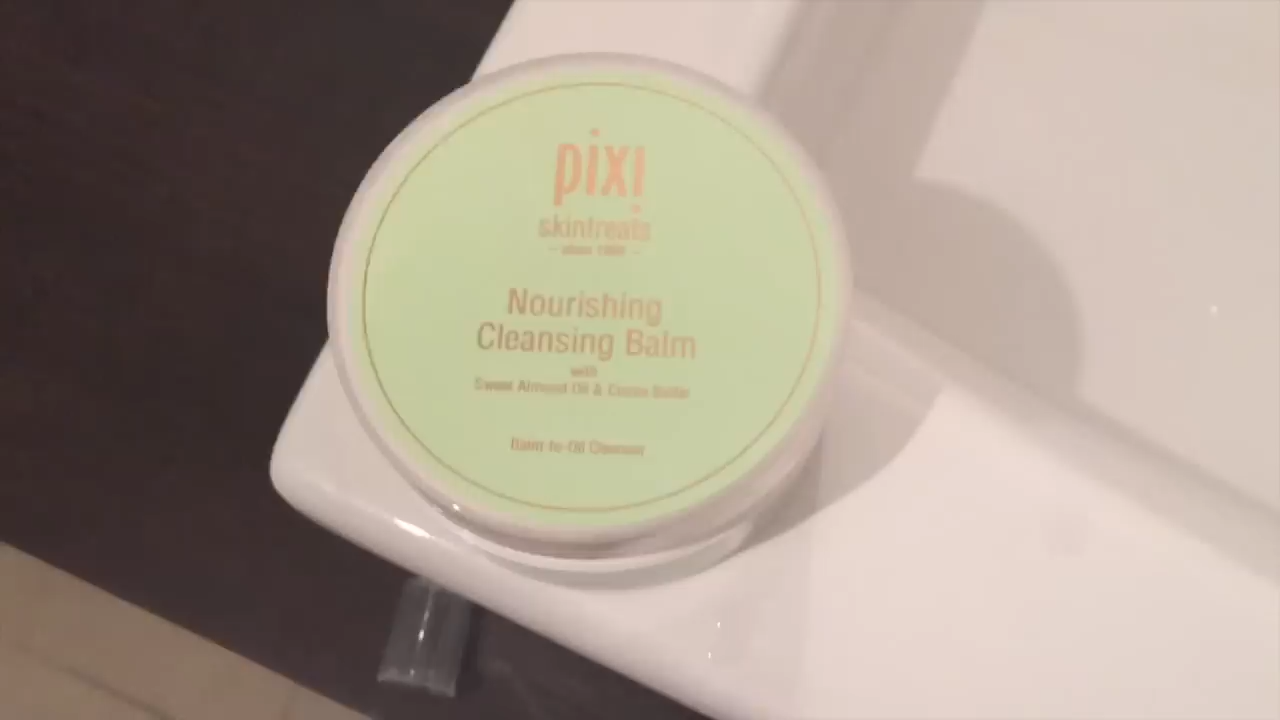 pixi
skintreats
Nourishing
Cleansing Balm
with
Sweet Almond Oil & Cocoa Butter
Balm-to-Oil Cleanser